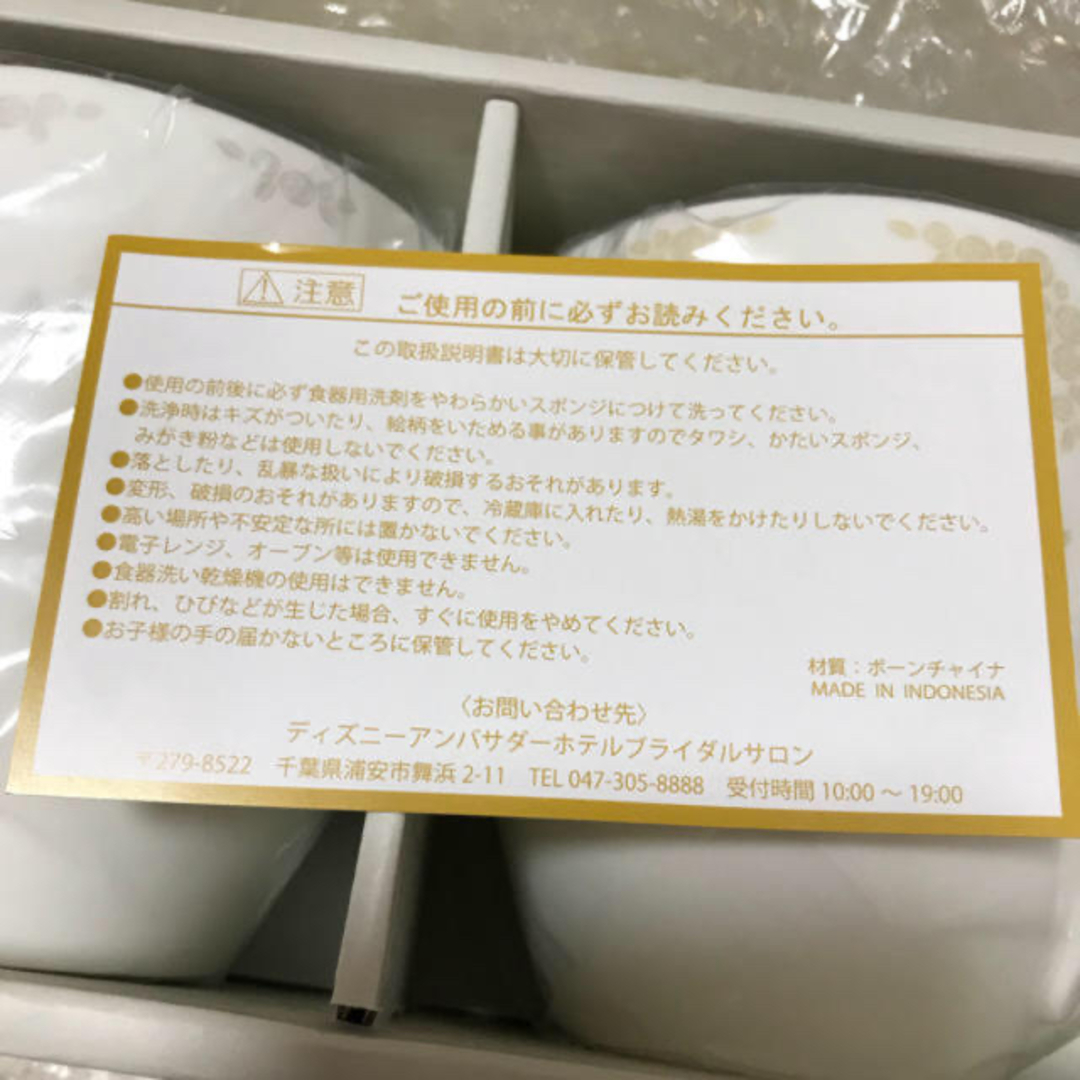 注意 ご使用の前に必ずお読みください。
この取扱説明書は大切に保管してください。
●使用の前後に必ず食器用洗剤をやわらかいスポンジにつけて洗ってください。
●洗浄時はキズがついたり、絵柄をいためる事がありますのでタワシ、かたいスポンジ、
みがき粉などは使用しないでください。
●落としたり、乱暴な扱いにより破損するおそれがあります。
●変形、破損のおそれがありますので、冷蔵庫に入れたり、熱湯をかけたりしないでください。
●高い場所や不安定な所には置かないでください。
●電子レンジ、オーブン等は使用できません。
●食器洗い乾燥機の使用はできません。
●割れ、ひびなどが生じた場合、すぐに使用をやめてください。
●お子様の手の届かないところに保管してください。
材質：ボーンチャイナ
MADE IN INDONESIA
〈お問い合わせ先〉
ディズニーアンバサダーホテルブライダルサロン
〒279-8522 千葉県浦安市舞浜 2-11 TEL 047-305-8888 受付時間 10:00 ～ 19:00